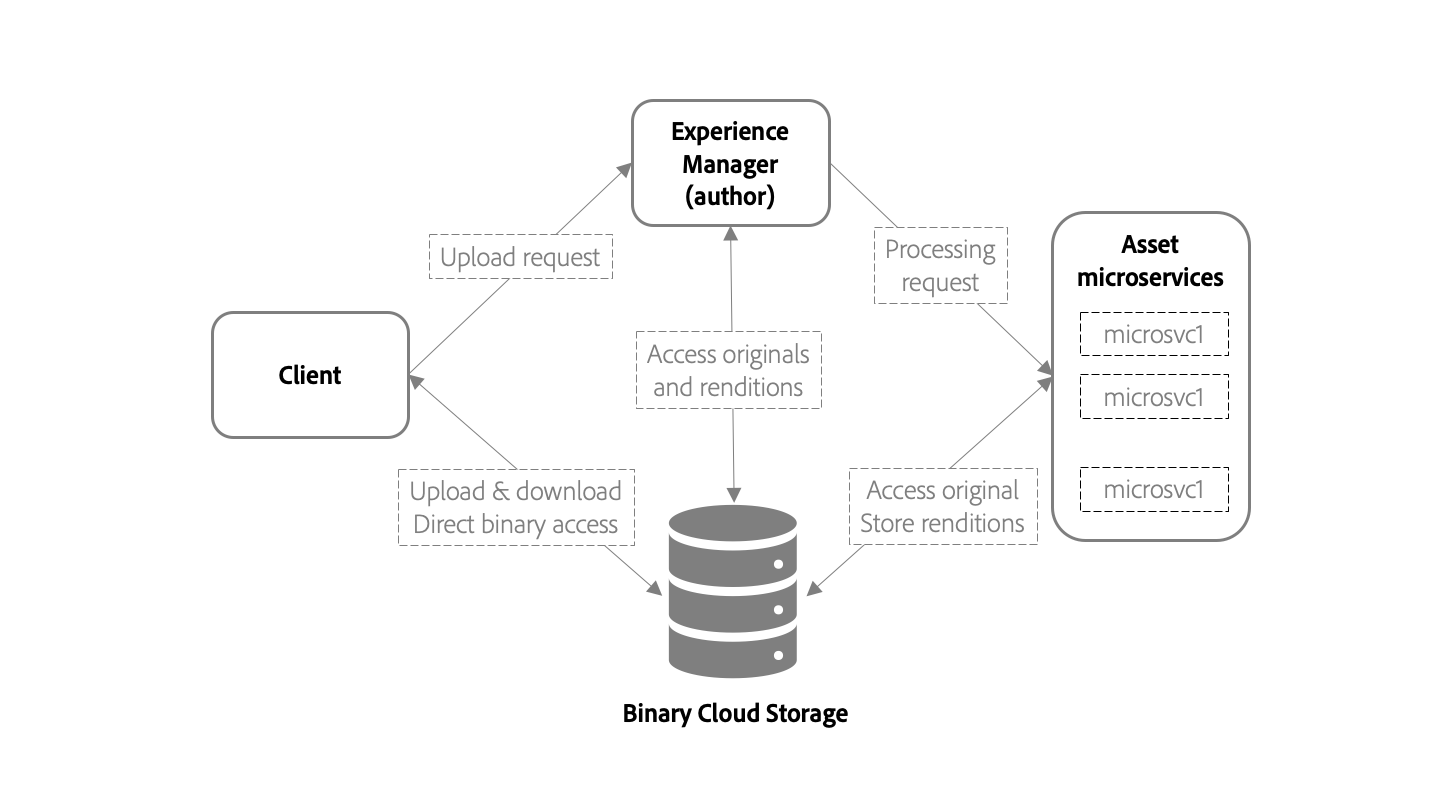 Experience
Manager
(author)
Upload request
Processing
request
Asset
microservices
microsvc1
microsvc1
microsvc1
Client
Access originals
and renditions
Upload & download
Direct binary access
Access original
Store renditions
Binary Cloud Storage